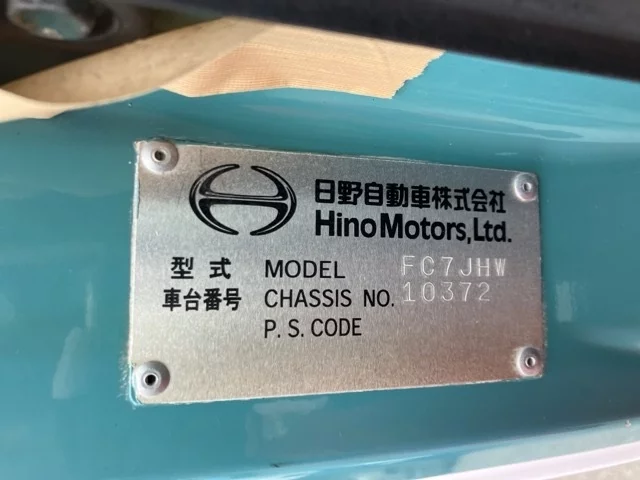 日野自動車株式会社
Hino Motors, Ltd.
型式 MODEL FC7JHW
車台番号 CHASSIS NO. 10372
P. S. CODE